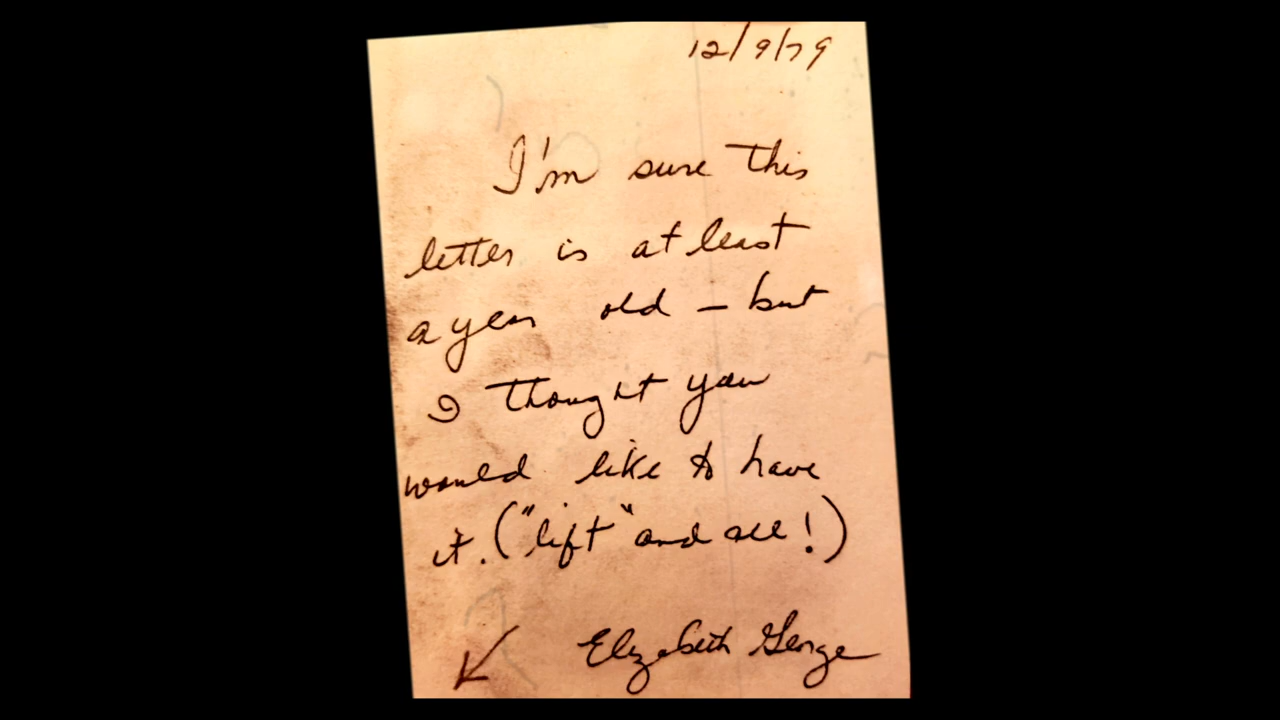 12/9/79
I'm sure this
letter is at least
a year old – but
I thought you
would like to have
it. ("lift" and all!)
Elizabeth George